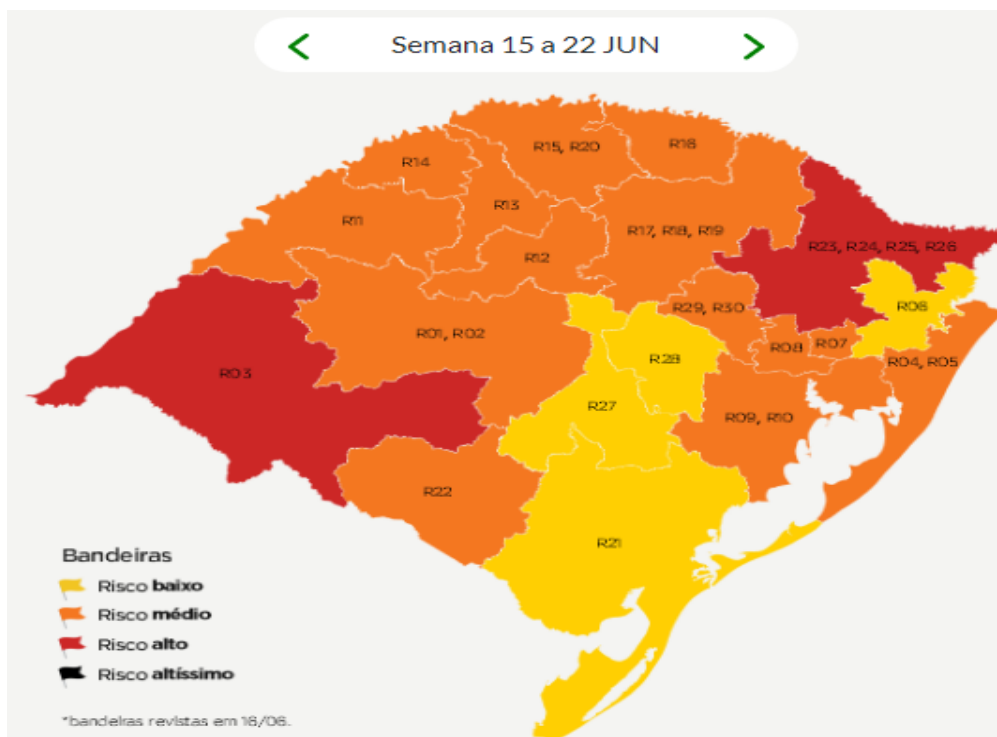 Semana 15 a 22 JUN
R15, R20
R16
R14
R13
R11
R17, R18, R19
R23, R24, R25, R26
R12
R29, R30
R06
R01, R02
R08
R07
R28
R04, R05
R03
R27
R09, R10
R22
R21
Bandeiras
Risco baixo
Risco médio
Risco alto
Risco altíssimo
*bandeiras revistas em 16/06.